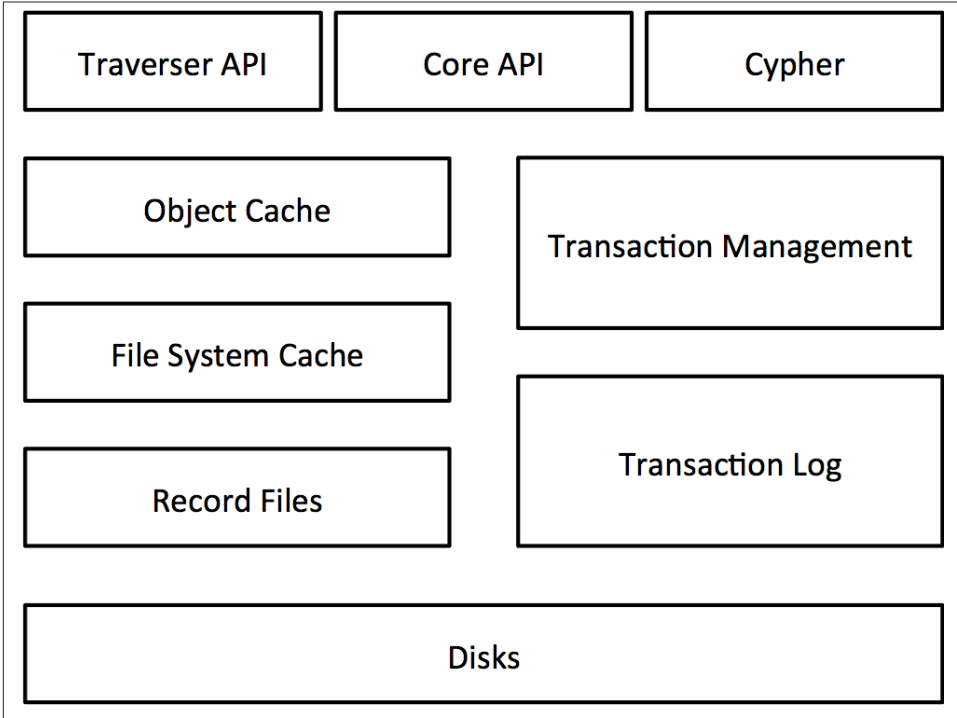 Traverser API
Core API
Cypher
Object Cache
Transaction Management
File System Cache
Transaction Log
Record Files
Disks